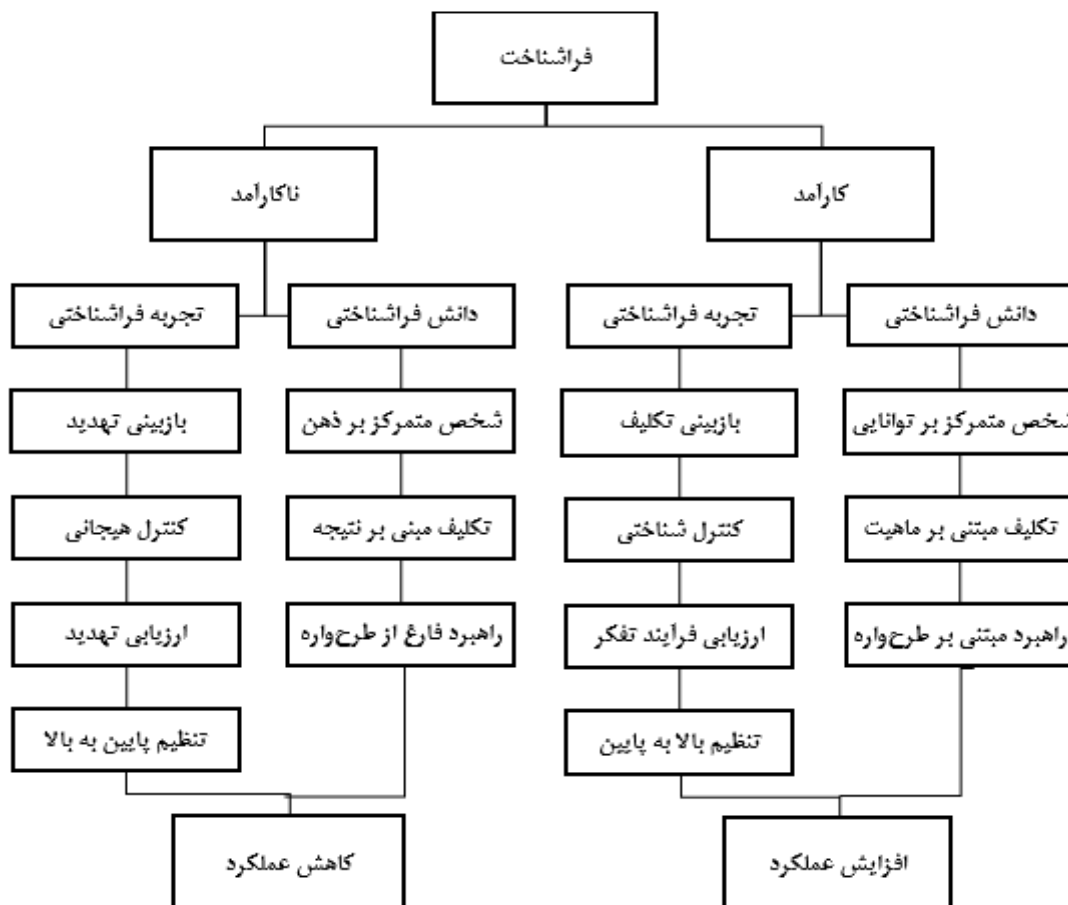 فراشناخت
کارآمد
ناکارآمد
دانش فراشناختی
تجربه فراشناختی
دانش فراشناختی
تجربه فراشناختی
شخص متمرکز بر توانایی
بازبینی تکلیف
شخص متمرکز بر ذهن
بازبینی تهدید
تکلیف مبتنی بر ماهیت
کنترل شناختی
تکلیف مبنی بر نتیجه
کنترل هیجانی
راهبرد مبتنی بر طرح‌واره
ارزیابی فرآیند تفکر
راهبرد فارغ از طرح‌واره
ارزیابی تهدید
تنظیم بالا به پایین
تنظیم پایین به بالا
افزایش عملکرد
کاهش عملکرد